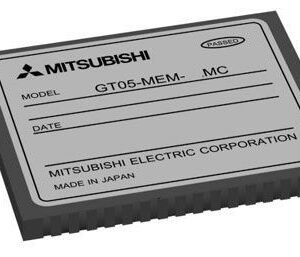 MITSUBISHI
PASSED
MODEL GT05-MEM- .MC
DATE
MITSUBISHI ELECTRIC CORPORATION
MADE IN JAPAN